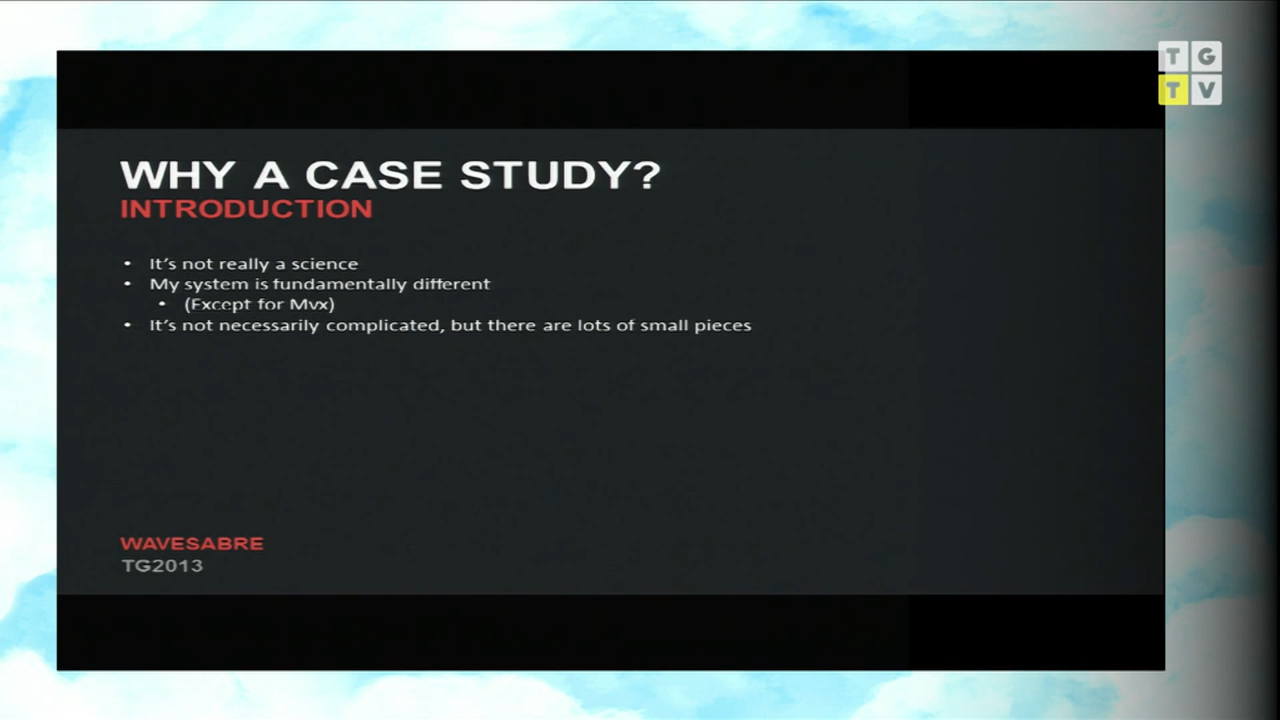 TG
TV
WHY A CASE STUDY?
INTRODUCTION
• It's not really a science
• My system is fundamentally different
• (Except for Mvx)
• It's not necessarily complicated, but there are lots of small pieces
WAVESABRE
TG2013